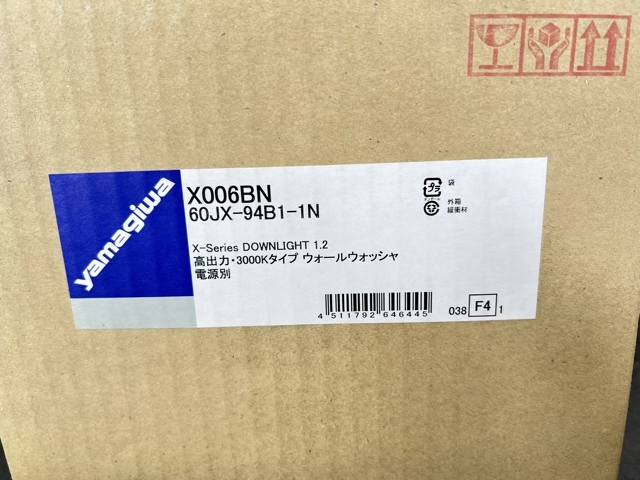 yamagiwa
X006BN
60JX-94B1-1N
X-Series DOWNLIGHT 1.2
高出力・3000Kタイプ ウォールウォッシャ
電源別
プラ
袋
外箱
緩衝材
4 511792 646445
038 F4 1